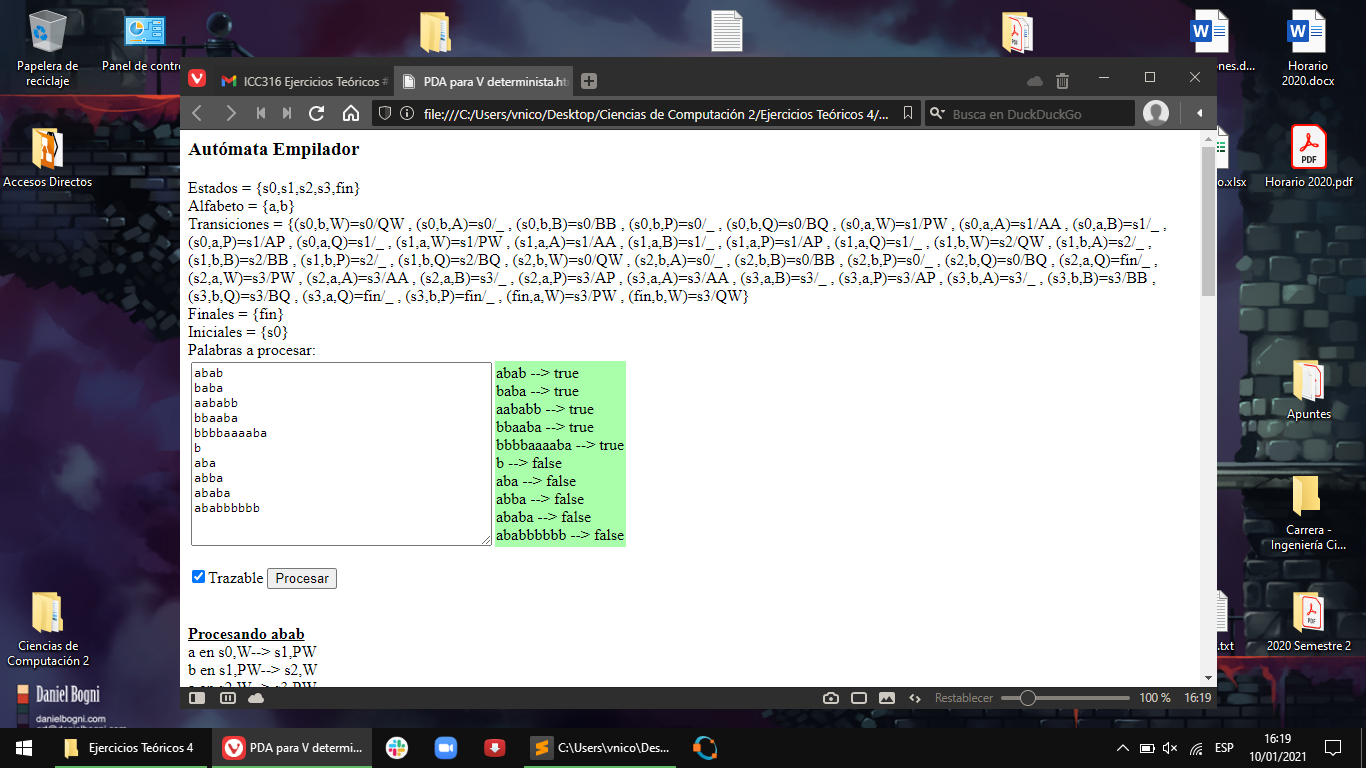 Papelera de
reciclaje
Panel de contro
Accesos Directos
Ciencias de
Computación 2
Daniel Bogni
danielbogni.com
nes.d...
Horario
2020.docx
o.xlsx
Horario 2020.pdf
Apuntes
Carrera -
Ingeniería Ci...
.txt
2020 Semestre 2
ICC316 Ejercicios Teóricos #
PDA para V determinista.ht
file:///C:/Users/vnico/Desktop/Ciencias de Computación 2/Ejercicios Teóricos 4/...
Busca en DuckDuckGo
Autómata Empilador
Estados = {s0,s1,s2,s3,fin}
Alfabeto = {a,b}
Transiciones = {(s0,b,W)=s0/QW , (s0,b,A)=s0/_ , (s0,b,B)=s0/BB , (s0,b,P)=s0/_ , (s0,b,Q)=s0/BQ , (s0,a,W)=s1/PW , (s0,a,A)=s1/AA , (s0,a,B)=s1/_ ,
(s0,a,P)=s1/AP , (s0,a,Q)=s1/_ , (s1,a,W)=s1/PW , (s1,a,A)=s1/AA , (s1,a,B)=s1/_ , (s1,a,P)=s1/AP , (s1,a,Q)=s1/_ , (s1,b,W)=s2/QW , (s1,b,A)=s2/_ ,
(s1,b,B)=s2/BB , (s1,b,P)=s2/_ , (s1,b,Q)=s2/BQ , (s2,b,W)=s0/QW , (s2,b,A)=s0/_ , (s2,b,B)=s0/BB , (s2,b,P)=s0/_ , (s2,b,Q)=s0/BQ , (s2,a,Q)=fin/_ ,
(s2,a,W)=s3/PW , (s2,a,A)=s3/AA , (s2,a,B)=s3/_ , (s2,a,P)=s3/AP , (s3,a,A)=s3/AA , (s3,a,B)=s3/_ , (s3,a,P)=s3/AP , (s3,b,A)=s3/_ , (s3,b,B)=s3/BB ,
(s3,b,Q)=s3/BQ , (s3,a,Q)=fin/_ , (s3,b,P)=fin/_ , (fin,a,W)=s3/PW , (fin,b,W)=s3/QW}
Finales = {fin}
Iniciales = {s0}
Palabras a procesar:
abab
baba
aababb
bbaaba
bbbbaaaaba
b
aba
abba
ababa
ababbbbbb
abab --> true
baba --> true
aababb --> true
bbaaba --> true
bbbbaaaaba --> true
b --> false
aba --> false
abba --> false
ababa --> false
ababbbbbb --> false
Trazable Procesar
Procesando abab
a en s0,W--> s1,PW
b en s1,PW--> s2,W
Restablecer 100 % 16:19
Ejercicios Teóricos 4
PDA para V determi...
C:\Users\vnico\Des...
ESP
16:19
10/01/2021